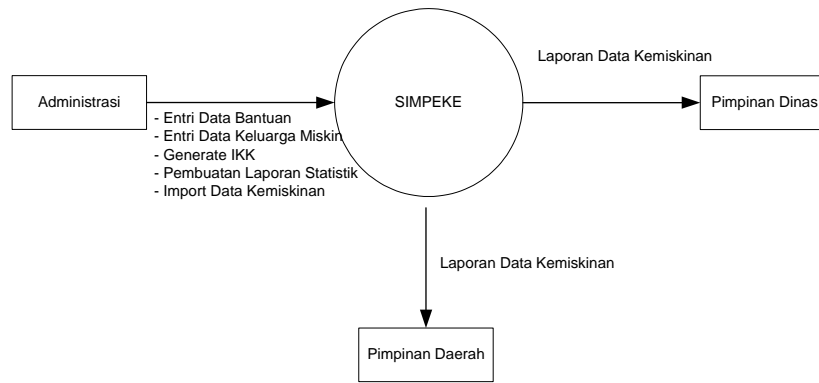 Laporan Data Kemiskinan
Administrasi
SIMPEKE
Pimpinan Dinas
- Entri Data Bantuan
- Entri Data Keluarga Miskin
- Generate IKK
- Pembuatan Laporan Statistik
- Import Data Kemiskinan
Laporan Data Kemiskinan
Pimpinan Daerah